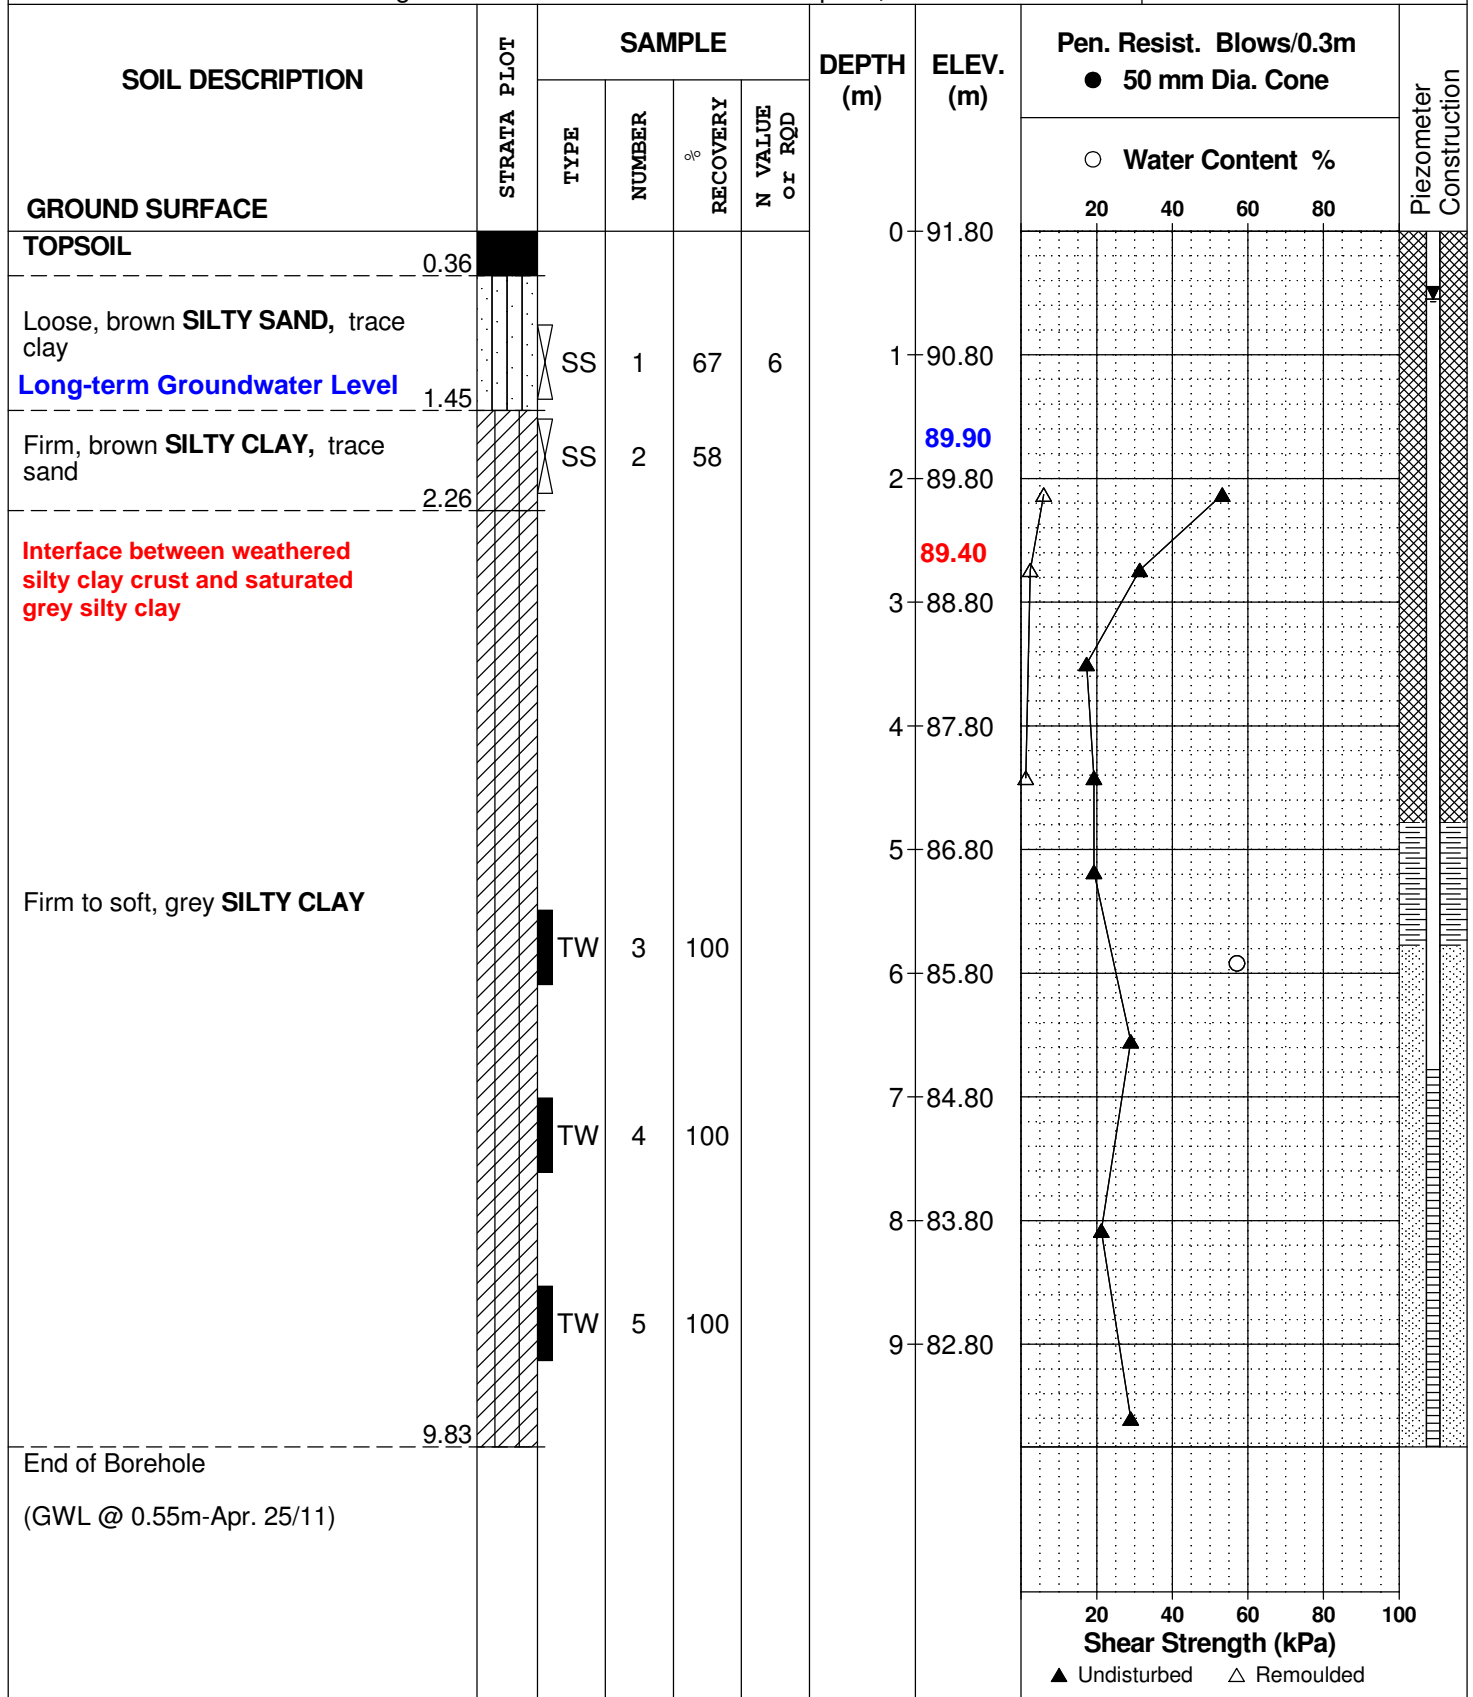 SOIL DESCRIPTION
GROUND SURFACE
STRATA PLOT
SAMPLE
TYPE
NUMBER
%
RECOVERY
N VALUE
or RQD
DEPTH
(m)
ELEV.
(m)
Pen. Resist. Blows/0.3m
● 50 mm Dia. Cone
○ Water Content %
20 40 60 80
Piezometer
Construction
TOPSOIL
0.36
0 91.80
Loose, brown SILTY SAND, trace
clay
SS 1 67 6
1 90.80
Long-term Groundwater Level
1.45
89.90
Firm, brown SILTY CLAY, trace
sand
SS 2 58
2 89.80
2.26
Interface between weathered
silty clay crust and saturated
grey silty clay
89.40
3 88.80
4 87.80
5 86.80
Firm to soft, grey SILTY CLAY
TW 3 100
6 85.80
7 84.80
TW 4 100
8 83.80
TW 5 100
9 82.80
9.83
End of Borehole
(GWL @ 0.55m-Apr. 25/11)
20 40 60 80 100
Shear Strength (kPa)
▲ Undisturbed △ Remoulded